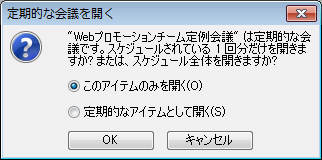 定期的な会議を開く
"Webプロモーションチーム定例会議" は定期的な会
議です。スケジュールされている 1 回分だけを開きま
すか? または、スケジュール全体を開きますか?
このアイテムのみを開く(O)
定期的なアイテムとして開く(S)
OK キャンセル